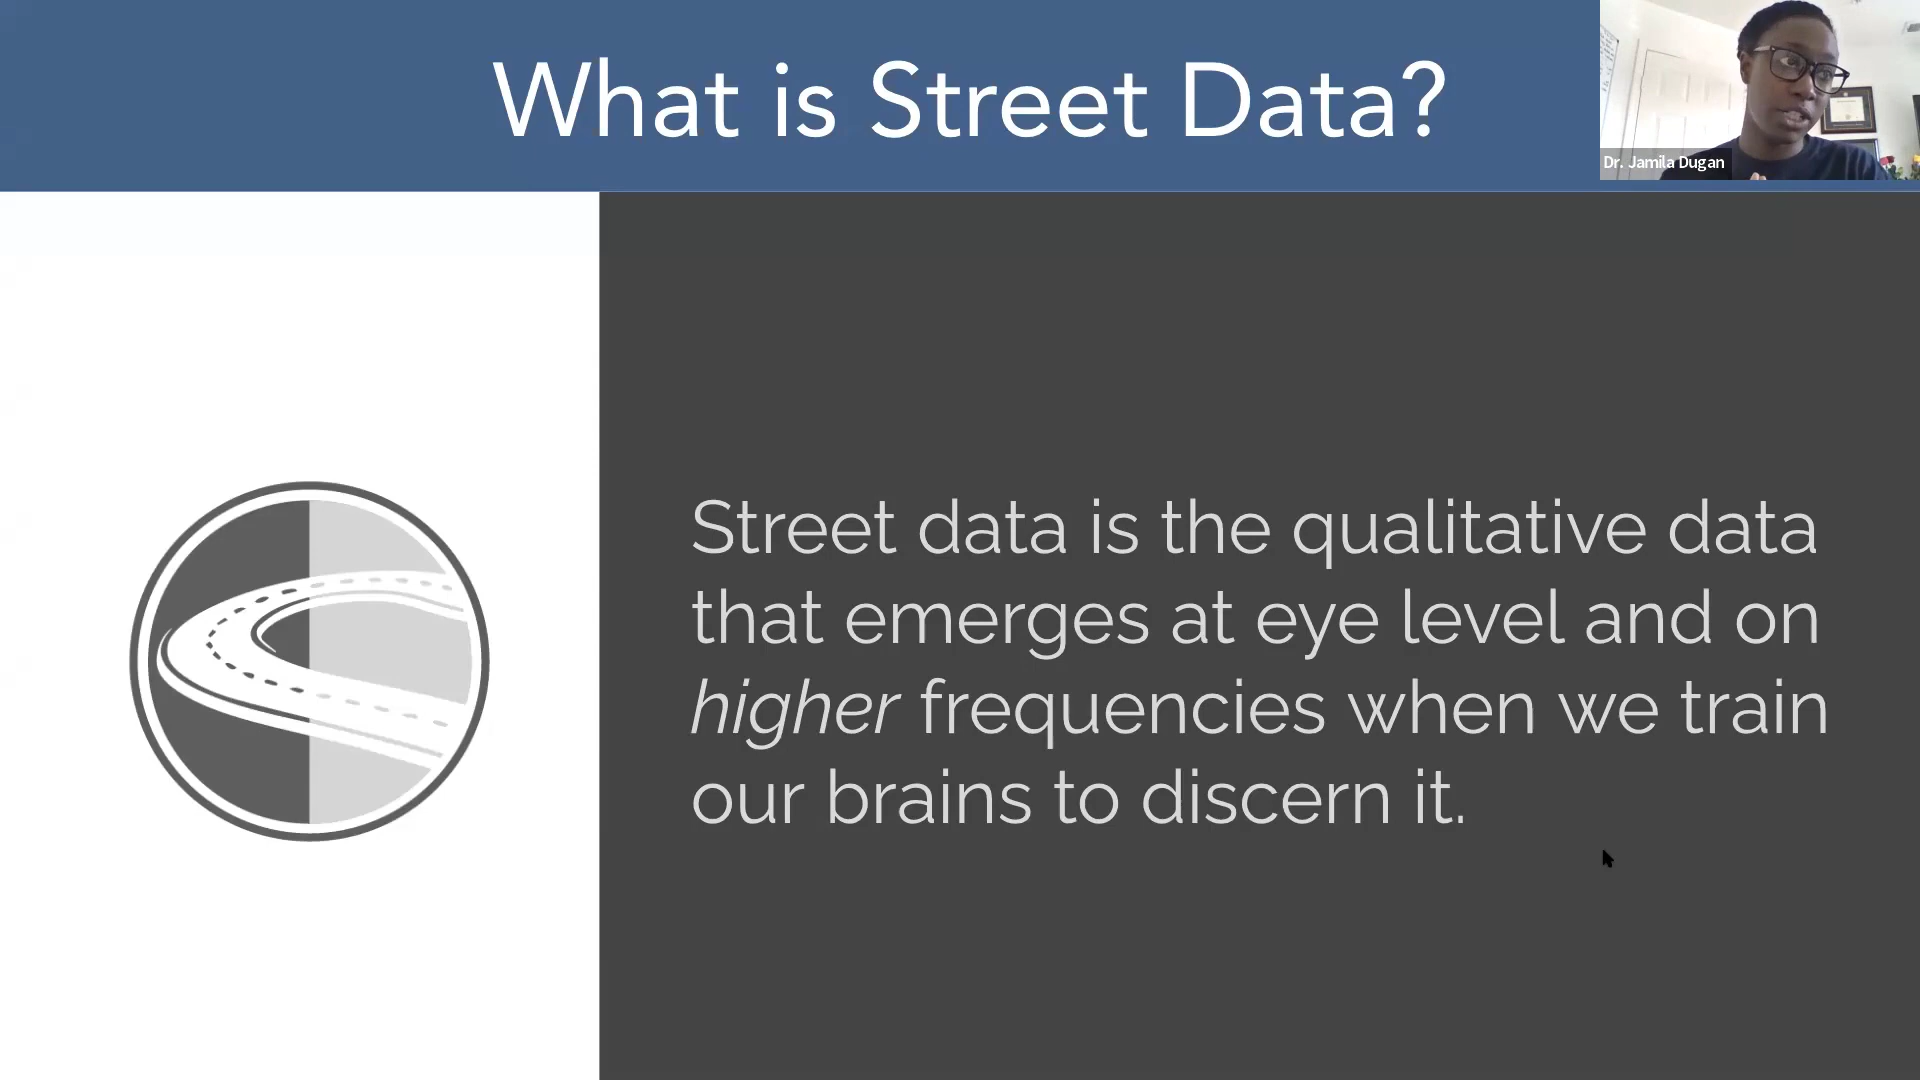 What is Street Data?
Dr. Jamila Dugan
Street data is the qualitative data
that emerges at eye level and on
higher frequencies when we train
our brains to discern it.